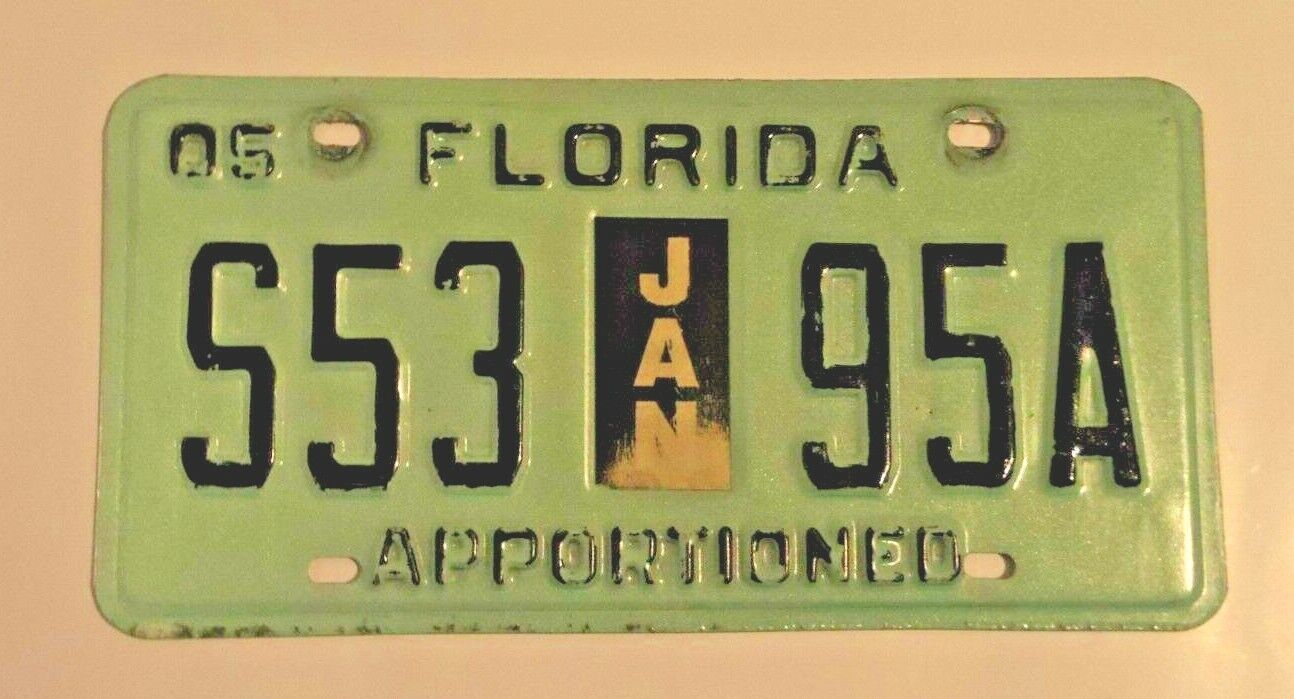 05 FLORIDA
S53 JAN 95A
APPORTIONED